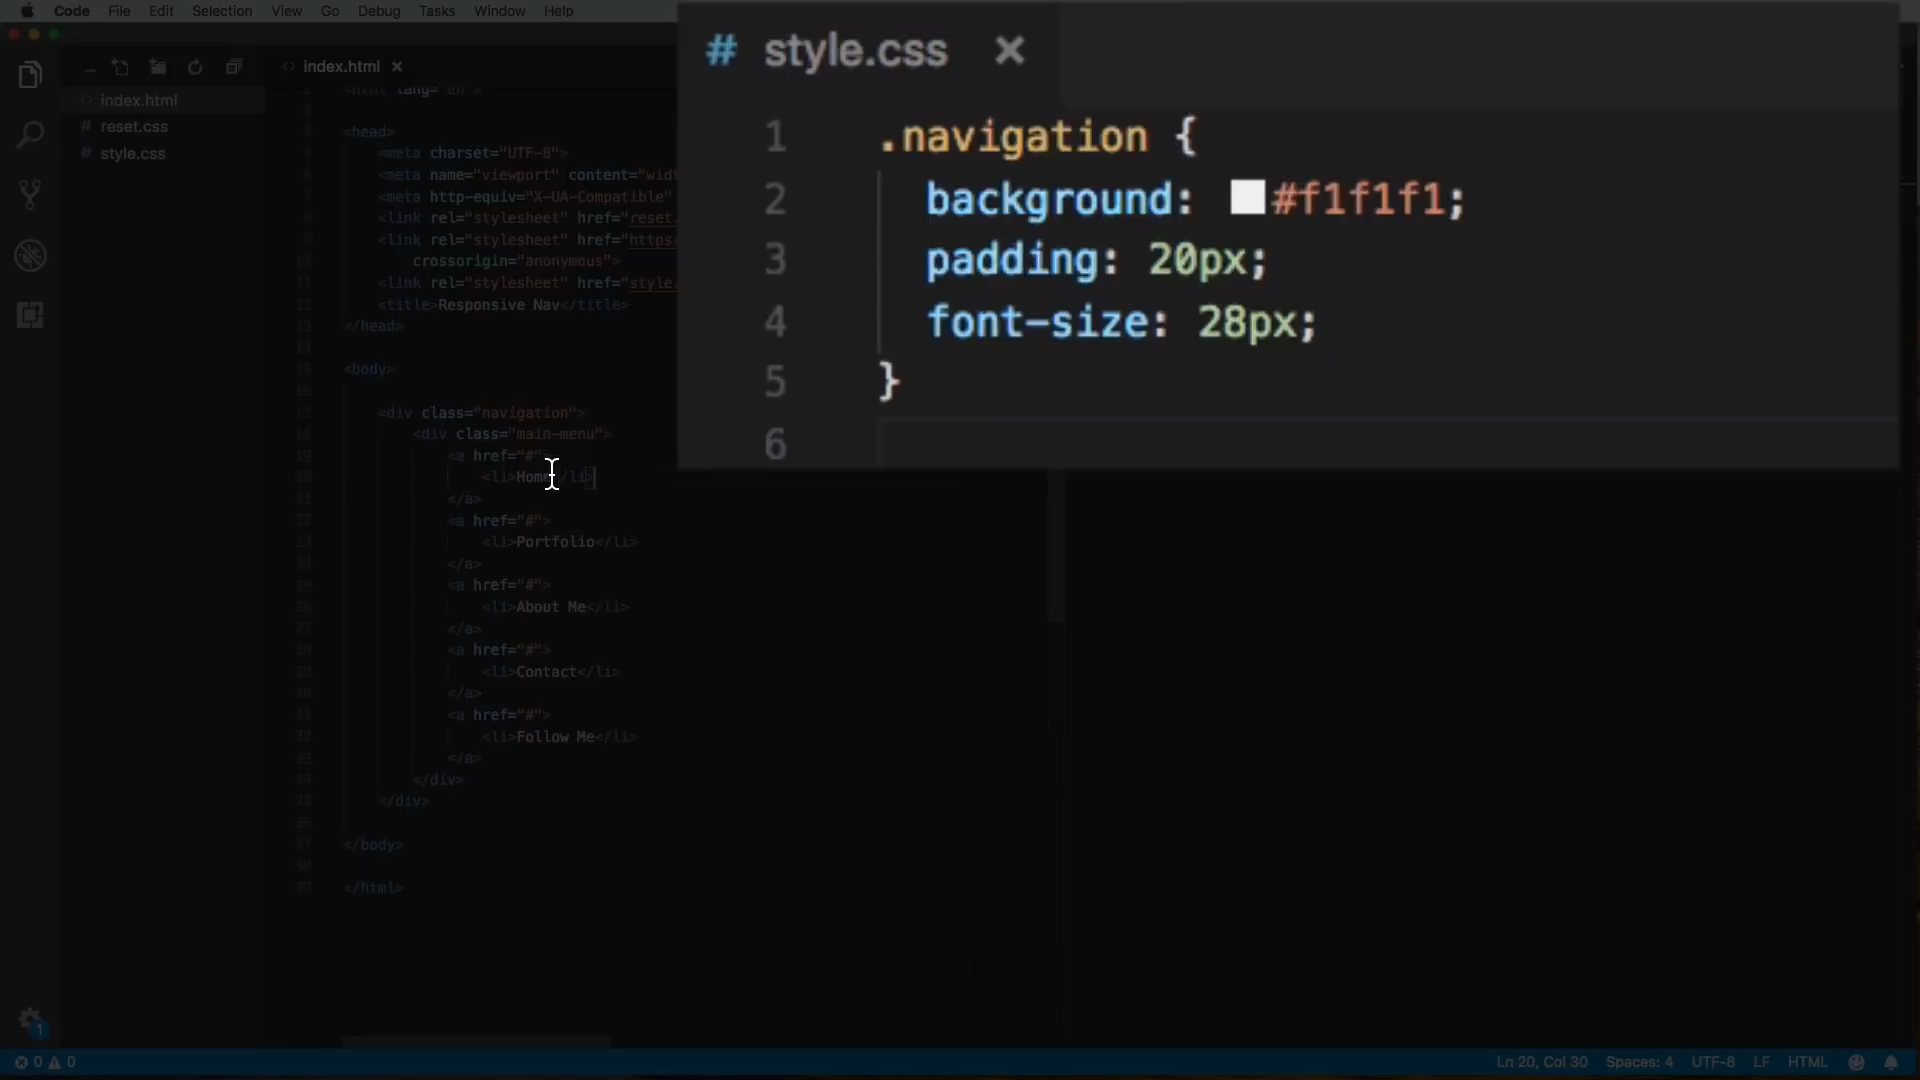 Code File Edit Selection View Go Debug Tasks Window Help
index.html
reset.css
style.css
index.html
<html lang="en">
<head>
<meta charset="UTF-8">
<meta name="viewport" content="widt
<meta http-equiv="X-UA-Compatible"
<link rel="stylesheet" href="reset.
<link rel="stylesheet" href="https:
crossorigin="anonymous">
<link rel="stylesheet" href="style.
<title>Responsive Nav</title>
</head>
<body>
<div class="navigation">
<div class="main-menu">
<a href="#">
<li>Home</li>
</a>
<a href="#">
<li>Portfolio</li>
</a>
<a href="#">
<li>About Me</li>
</a>
<a href="#">
<li>Contact</li>
</a>
<a href="#">
<li>Follow Me</li>
</a>
</div>
</div>
</body>
</html>
# style.css
1 .navigation {
2 background: #f1f1f1;
3 padding: 20px;
4 font-size: 28px;
5 }
6
1
0 0
Ln 20, Col 30 Spaces: 4 UTF-8 LF HTML